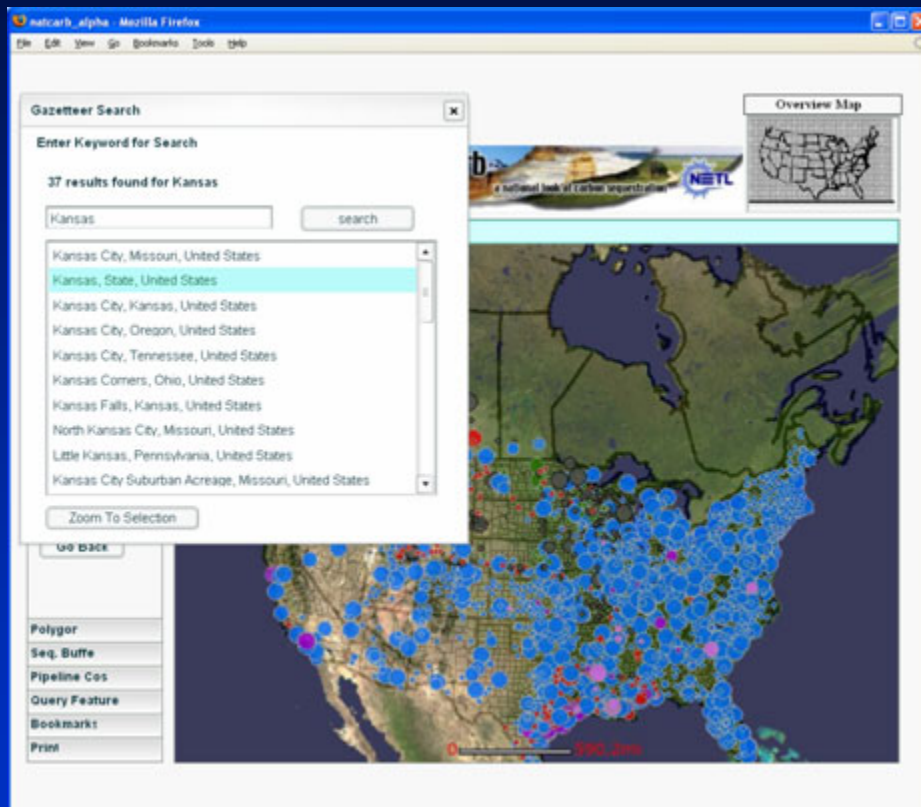 natcarb_alpha - Mozilla Firefox
File Edit View Go Bookmarks Tools Help
Gazetteer Search
Enter Keyword for Search
37 results found for Kansas
Kansas search
Kansas City, Missouri, United States
Kansas, State, United States
Kansas City, Kansas, United States
Kansas City, Oregon, United States
Kansas City, Tennessee, United States
Kansas Corners, Ohio, United States
Kansas Falls, Kansas, United States
North Kansas City, Missouri, United States
Little Kansas, Pennsylvania, United States
Kansas City Suburban Acreage, Missouri, United States
Zoom To Selection
Overview Map
a national look at carbon sequestration
NETL
Go Back
Polygor
Seq. Buffe
Pipeline Cos
Query Feature
Bookmarks
Print
0 590.2mi